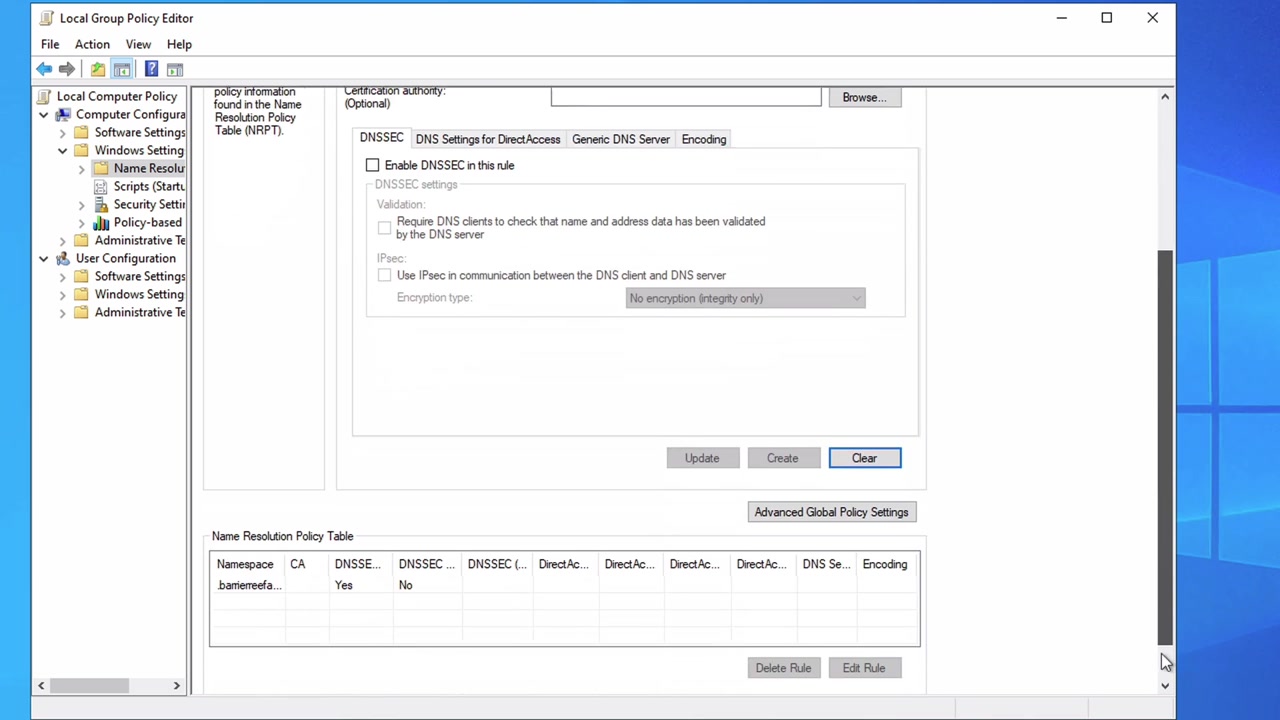 Local Group Policy Editor
File Action View Help
Local Computer Policy
Computer Configura
Software Settings
Windows Setting
Name Resolu
Scripts (Startu
Security Settin
Policy-based
Administrative Te
User Configuration
Software Settings
Windows Setting
Administrative Te
policy information
found in the Name
Resolution Policy
Table (NRPT).
Certification authority:
(Optional)
Browse...
DNSSEC DNS Settings for DirectAccess Generic DNS Server Encoding
Enable DNSSEC in this rule
DNSSEC settings
Validation:
Require DNS clients to check that name and address data has been validated
by the DNS server
IPsec:
Use IPsec in communication between the DNS client and DNS server
Encryption type: No encryption (integrity only)
Update Create Clear
Advanced Global Policy Settings
Name Resolution Policy Table
Namespace CA DNSSE... DNSSEC ... DNSSEC (... DirectAc... DirectAc... DirectAc... DirectAc... DNS Se... Encoding
.barrierreefa... Yes No
Delete Rule Edit Rule